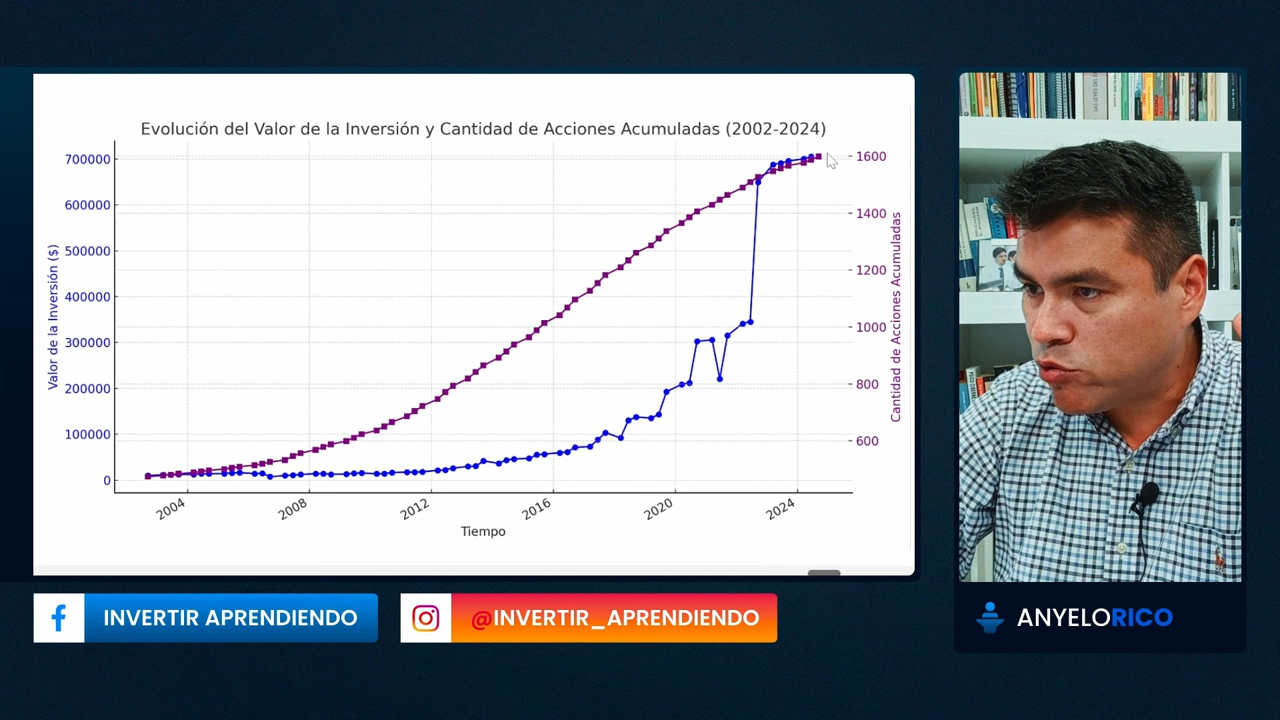 Evolución del Valor de la Inversión y Cantidad de Acciones Acumuladas (2002-2024)
700000
600000
500000
400000
300000
200000
100000
0
Valor de la Inversión ($)
1600
1400
1200
1000
800
600
Cantidad de Acciones Acumuladas
2004
2008
2012
2016
2020
2024
Tiempo
INVERTIR APRENDIENDO
@INVERTIR_APRENDIENDO
ANYELORICO